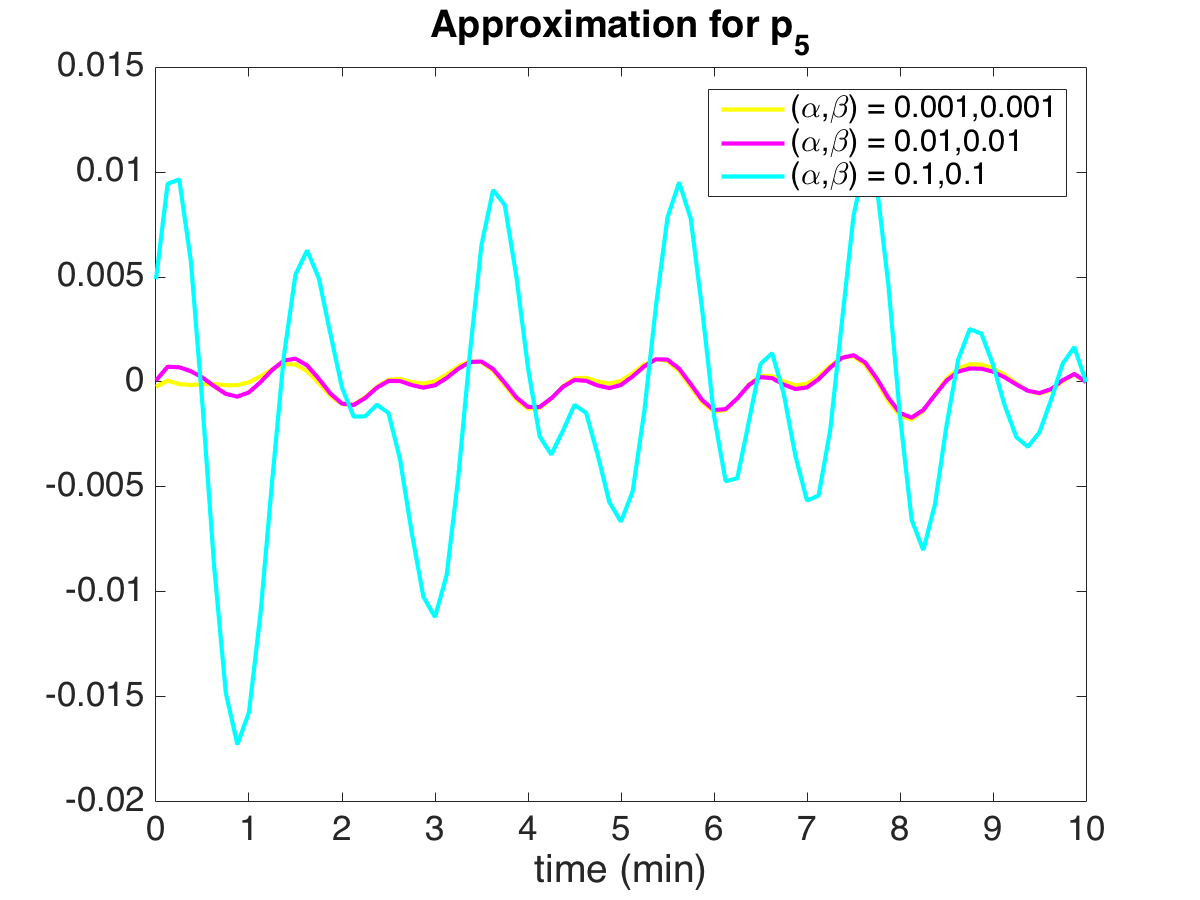 Approximation for p5
0.015
0.01
0.005
0
-0.005
-0.01
-0.015
-0.02
(α,β) = 0.001,0.001
(α,β) = 0.01,0.01
(α,β) = 0.1,0.1
0 1 2 3 4 5 6 7 8 9 10
time (min)